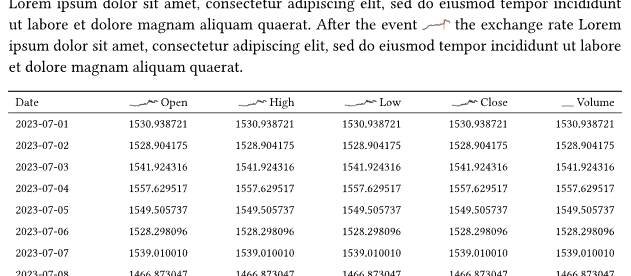 Lorem ipsum dolor sit amet, consectetur adipiscing elit, sed do eiusmod tempor incididunt
ut labore et dolore magnam aliquam quaerat. After the event the exchange rate Lorem
ipsum dolor sit amet, consectetur adipiscing elit, sed do eiusmod tempor incididunt ut labore
et dolore magnam aliquam quaerat.
Date Open High Low Close Volume
2023-07-01 1530.938721 1530.938721 1530.938721 1530.938721 1530.938721
2023-07-02 1528.904175 1528.904175 1528.904175 1528.904175 1528.904175
2023-07-03 1541.924316 1541.924316 1541.924316 1541.924316 1541.924316
2023-07-04 1557.629517 1557.629517 1557.629517 1557.629517 1557.629517
2023-07-05 1549.505737 1549.505737 1549.505737 1549.505737 1549.505737
2023-07-06 1528.298096 1528.298096 1528.298096 1528.298096 1528.298096
2023-07-07 1539.010010 1539.010010 1539.010010 1539.010010 1539.010010
2023-07-08 1466.873047 1466.873047 1466.873047 1466.873047 1466.873047